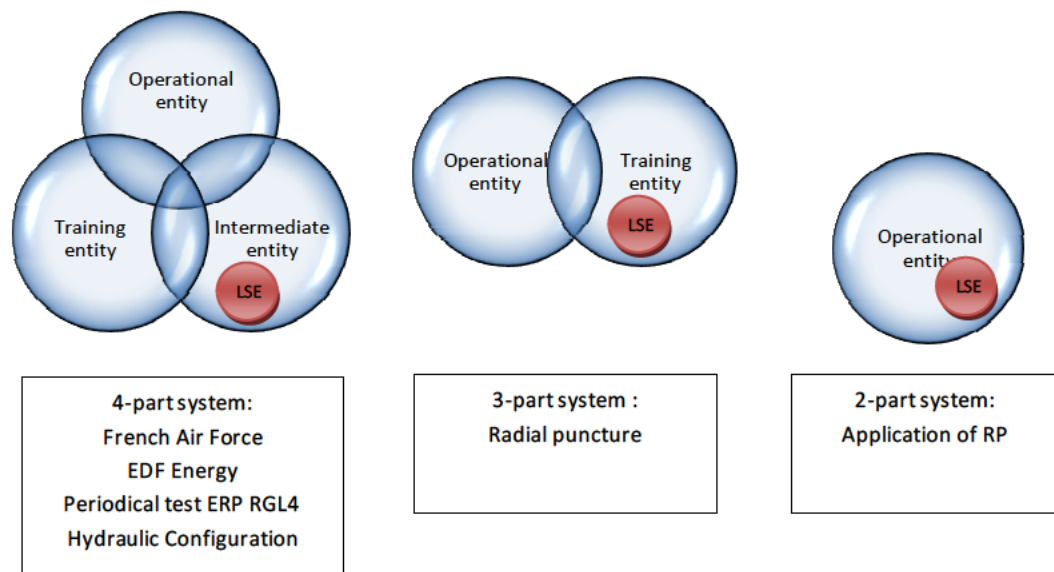 Operational
entity
Training
entity
Intermediate
entity
LSE
4-part system:
French Air Force
EDF Energy
Periodical test ERP RGL4
Hydraulic Configuration
Operational
entity
Training
entity
LSE
3-part system :
Radial puncture
Operational
entity
LSE
2-part system:
Application of RP